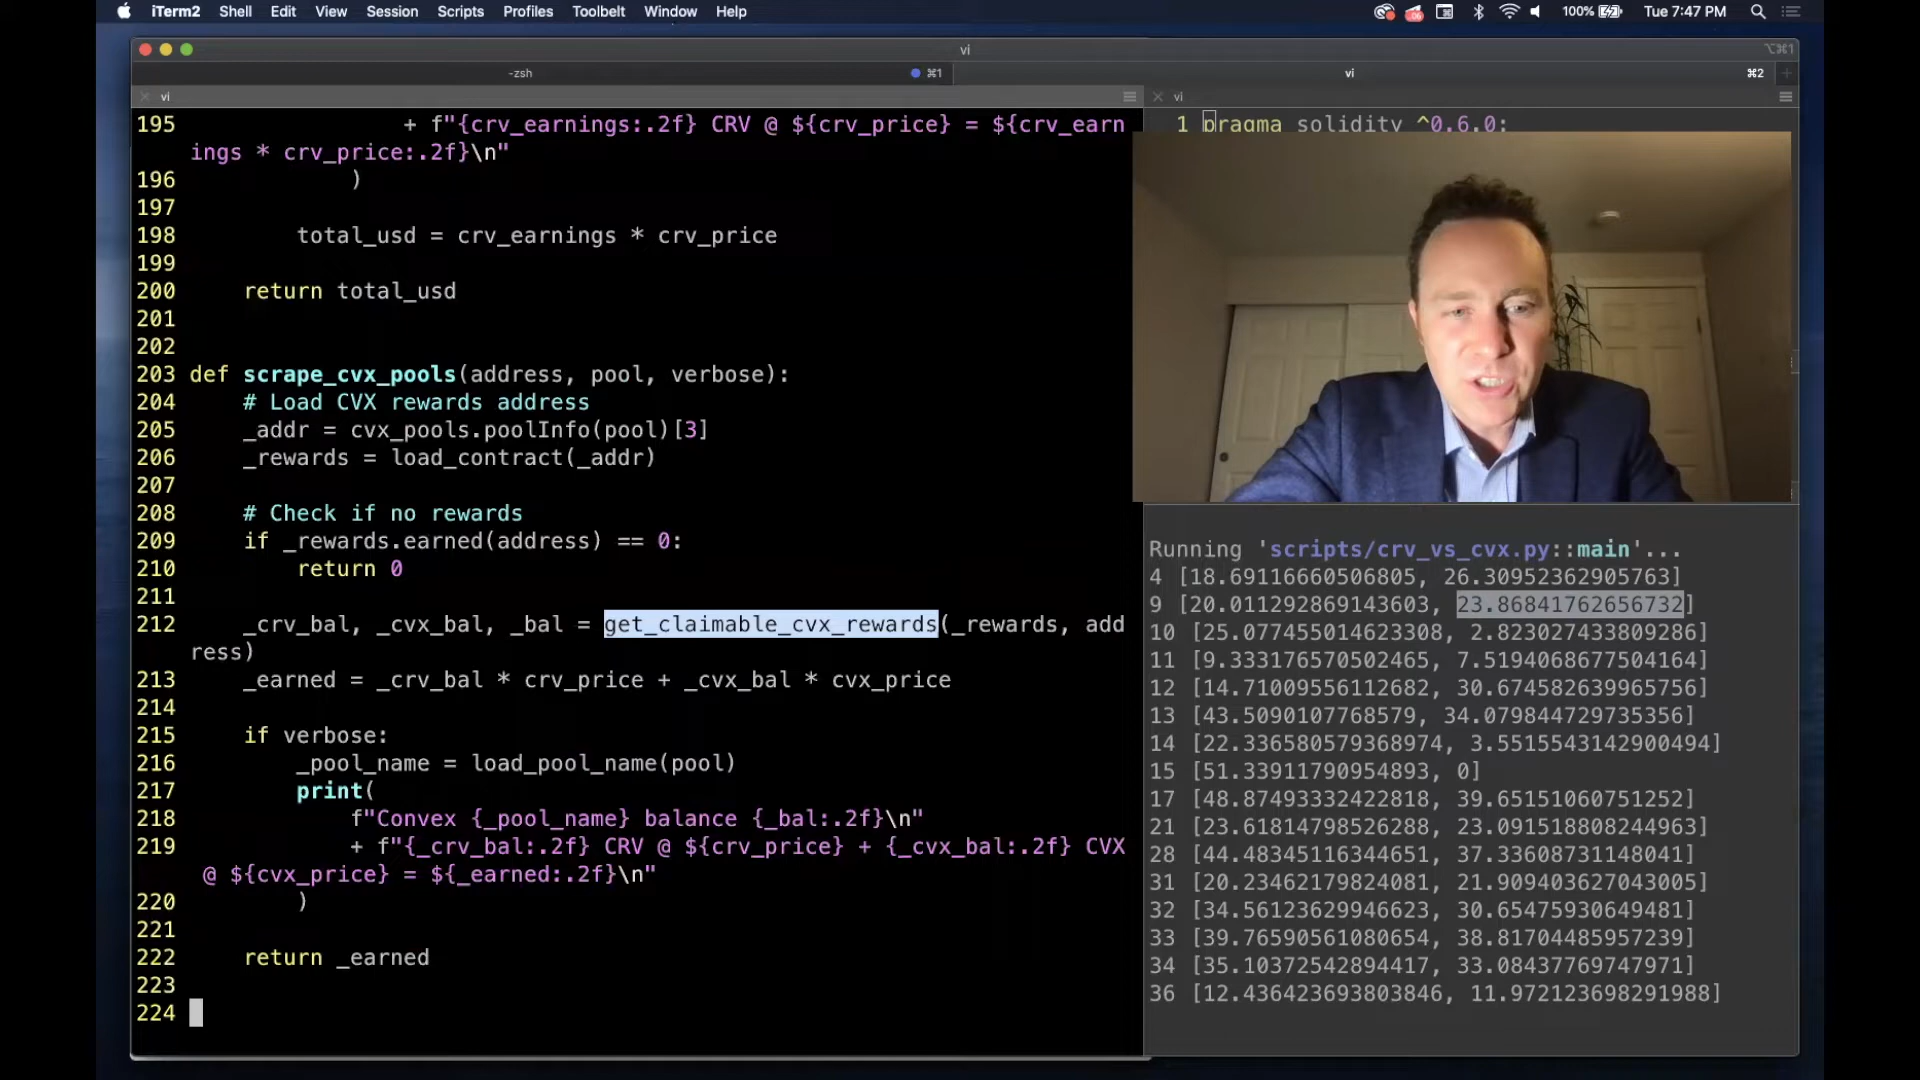 iTerm2 Shell Edit View Session Scripts Profiles Toolbelt Window Help 100% Tue 7:47 PM
vi ⌥⌘1
-zsh ⌘1 vi ⌘2
vi
195 + f"{crv_earnings:.2f} CRV @ ${crv_price} = ${crv_earn
ings * crv_price:.2f}\n"
196 )
197
198 total_usd = crv_earnings * crv_price
199
200 return total_usd
201
202
203 def scrape_cvx_pools(address, pool, verbose):
204 # Load CVX rewards address
205 _addr = cvx_pools.poolInfo(pool)[3]
206 _rewards = load_contract(_addr)
207
208 # Check if no rewards
209 if _rewards.earned(address) == 0:
210 return 0
211
212 _crv_bal, _cvx_bal, _bal = get_claimable_cvx_rewards(_rewards, add
ress)
213 _earned = _crv_bal * crv_price + _cvx_bal * cvx_price
214
215 if verbose:
216 _pool_name = load_pool_name(pool)
217 print(
218 f"Convex {_pool_name} balance {_bal:.2f}\n"
219 + f"{_crv_bal:.2f} CRV @ ${crv_price} + {_cvx_bal:.2f} CVX
@ ${cvx_price} = ${_earned:.2f}\n"
220 )
221
222 return _earned
223
224
vi
1 pragma solidity ^0.6.0;
Running 'scripts/crv_vs_cvx.py::main'...
4 [18.69116660506805, 26.30952362905763]
9 [20.011292869143603, 23.86841762656732]
10 [25.077455014623308, 2.823027433809286]
11 [9.333176570502465, 7.5194068677504164]
12 [14.71009556112682, 30.674582639965756]
13 [43.5090107768579, 34.079844729735356]
14 [22.336580579368974, 3.5515543142900494]
15 [51.33911790954893, 0]
17 [48.87493332422818, 39.65151060751252]
21 [23.61814798526288, 23.091518808244963]
28 [44.48345116344651, 37.33608731148041]
31 [20.23462179824081, 21.909403627043005]
32 [34.56123629946623, 30.65475930649481]
33 [39.76590561080654, 38.81704485957239]
34 [35.10372542894417, 33.08437769747971]
36 [12.436423693803846, 11.972123698291988]